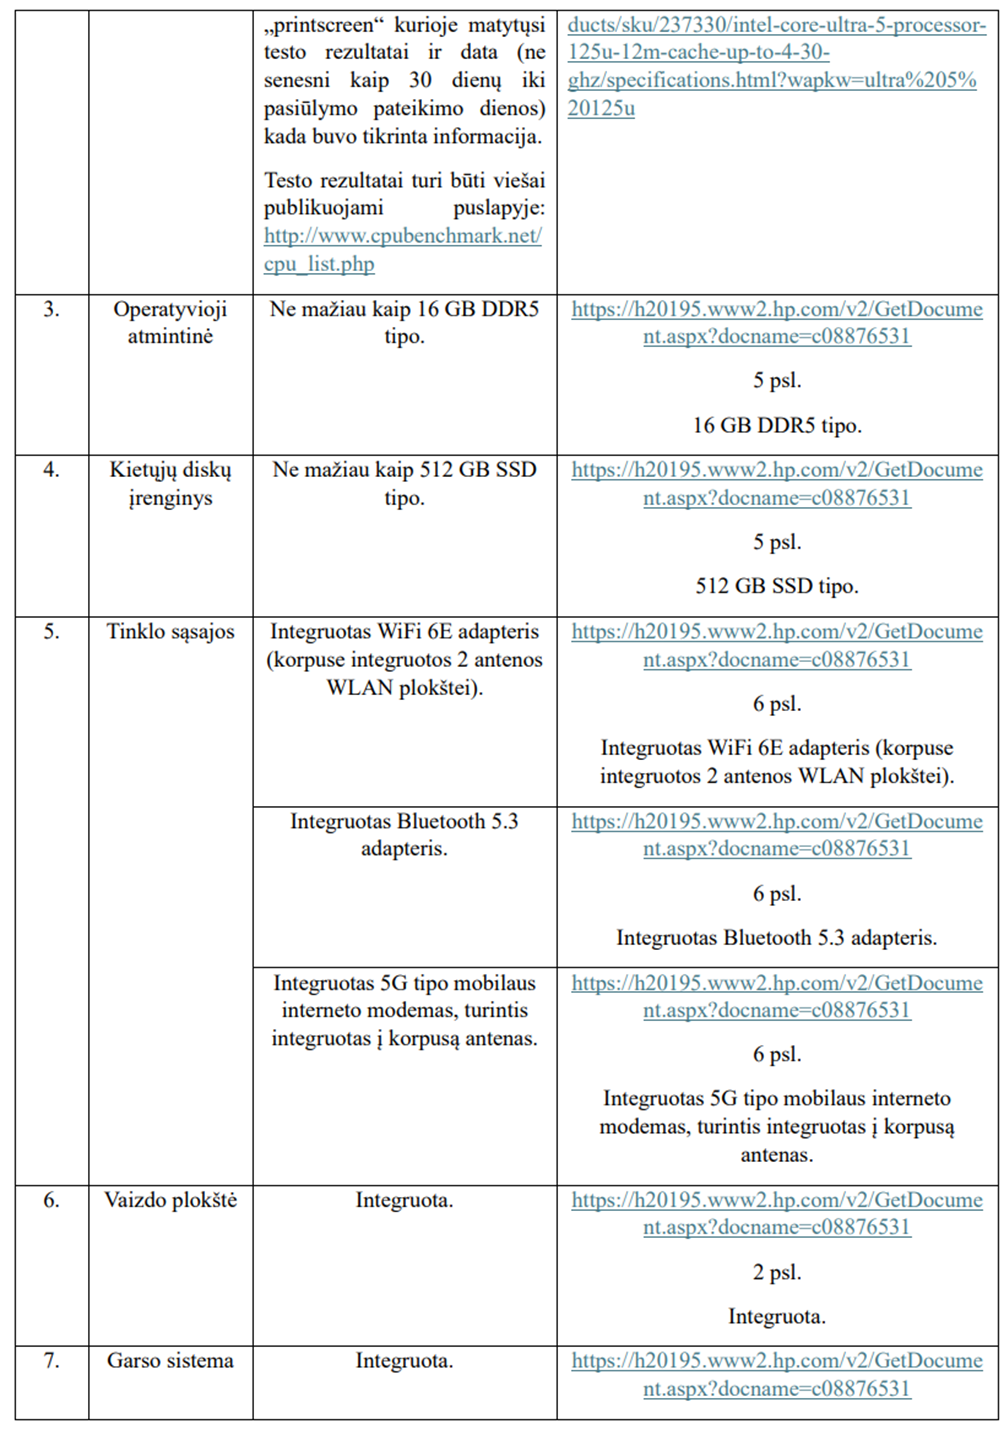 „printscreen“ kurioje matytųsi
testo rezultatai ir data (ne
senesni kaip 30 dienų iki
pasiūlymo pateikimo dienos)
kada buvo tikrinta informacija.
Testo rezultatai turi būti viešai
publikuojami puslapyje:
http://www.cpubenchmark.net/
cpu_list.php
ducts/sku/237330/intel-core-ultra-5-processor-
125u-12m-cache-up-to-4-30-
ghz/specifications.html?wapkw=ultra%205%
20125u
3.
Operatyvioji
atmintinė
Ne mažiau kaip 16 GB DDR5
tipo.
https://h20195.www2.hp.com/v2/GetDocume
nt.aspx?docname=c08876531
5 psl.
16 GB DDR5 tipo.
4.
Kietųjų diskų
įrenginys
Ne mažiau kaip 512 GB SSD
tipo.
https://h20195.www2.hp.com/v2/GetDocume
nt.aspx?docname=c08876531
5 psl.
512 GB SSD tipo.
5.
Tinklo sąsajos
Integruotas WiFi 6E adapteris
(korpuse integruotos 2 antenos
WLAN plokštei).
https://h20195.www2.hp.com/v2/GetDocume
nt.aspx?docname=c08876531
6 psl.
Integruotas WiFi 6E adapteris (korpuse
integruotos 2 antenos WLAN plokštei).
Integruotas Bluetooth 5.3
adapteris.
https://h20195.www2.hp.com/v2/GetDocume
nt.aspx?docname=c08876531
6 psl.
Integruotas Bluetooth 5.3 adapteris.
Integruotas 5G tipo mobilaus
interneto modemas, turintis
integruotas į korpusą antenas.
https://h20195.www2.hp.com/v2/GetDocume
nt.aspx?docname=c08876531
6 psl.
Integruotas 5G tipo mobilaus interneto
modemas, turintis integruotas į korpusą
antenas.
6.
Vaizdo plokštė
Integruota.
https://h20195.www2.hp.com/v2/GetDocume
nt.aspx?docname=c08876531
2 psl.
Integruota.
7.
Garso sistema
Integruota.
https://h20195.www2.hp.com/v2/GetDocume
nt.aspx?docname=c08876531